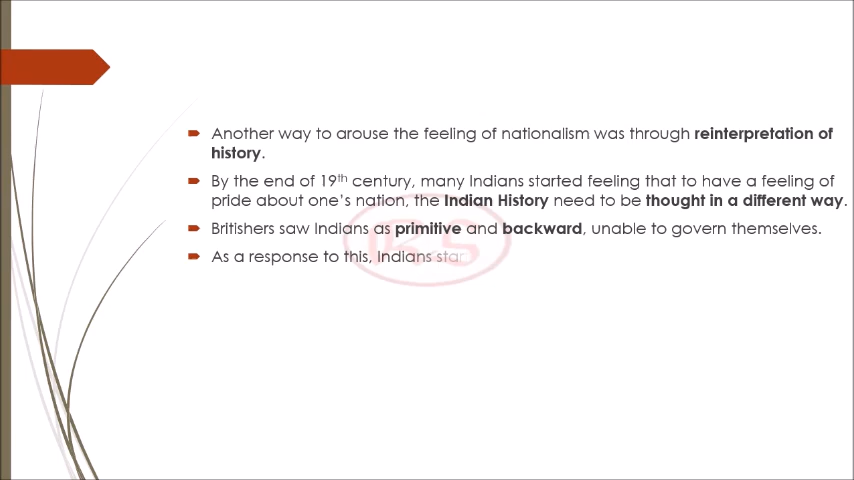 Another way to arouse the feeling of nationalism was through reinterpretation of
history.
By the end of 19th century, many Indians started feeling that to have a feeling of
pride about one's nation, the Indian History need to be thought in a different way.
Britishers saw Indians as primitive and backward, unable to govern themselves.
As a response to this, Indians star